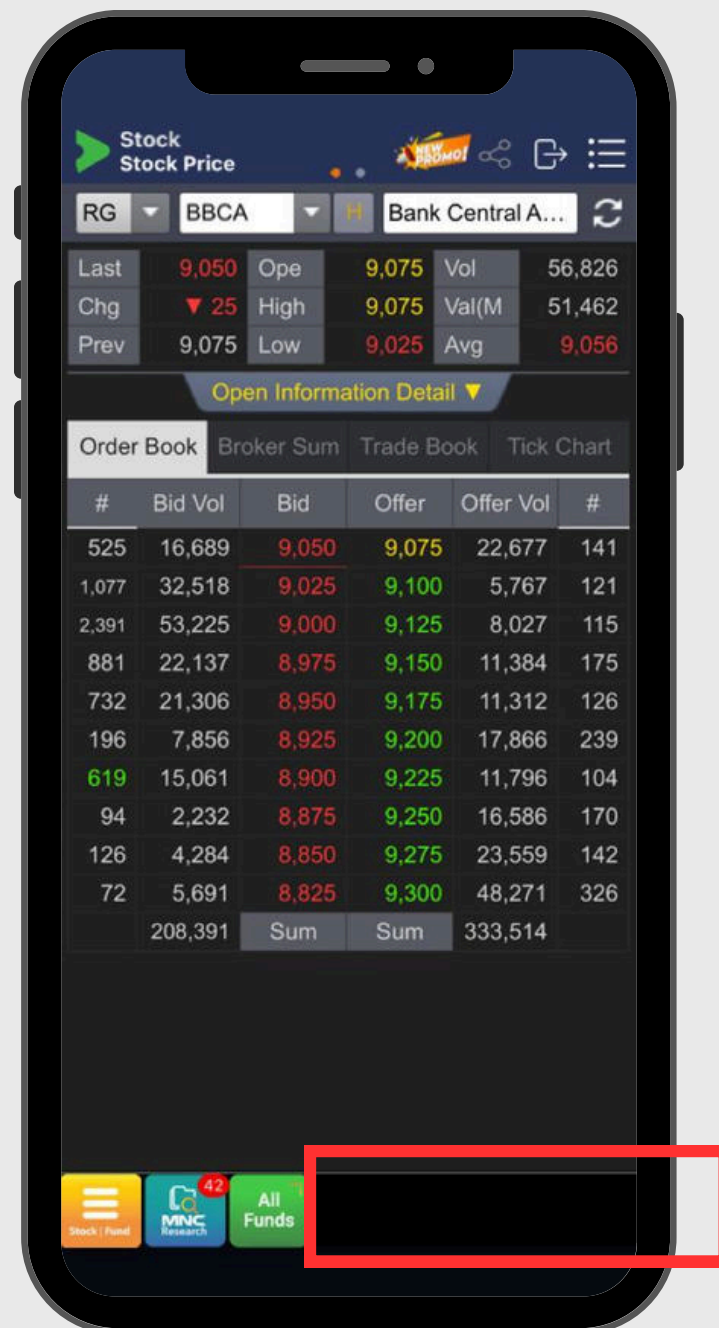 Stock
Stock Price
NEW PROMO!
RG BBCA H Bank Central A...
Last 9,050 Ope 9,075 Vol 56,826
Chg ▼ 25 High 9,075 Val(M 51,462
Prev 9,075 Low 9,025 Avg 9,056
Open Information Detail ▼
Order Book Broker Sum Trade Book Tick Chart
# Bid Vol Bid Offer Offer Vol #
525 16,689 9,050 9,075 22,677 141
1,077 32,518 9,025 9,100 5,767 121
2,391 53,225 9,000 9,125 8,027 115
881 22,137 8,975 9,150 11,384 175
732 21,306 8,950 9,175 11,312 126
196 7,856 8,925 9,200 17,866 239
619 15,061 8,900 9,225 11,796 104
94 2,232 8,875 9,250 16,586 170
126 4,284 8,850 9,275 23,559 142
72 5,691 8,825 9,300 48,271 326
208,391 Sum Sum 333,514
Stock | Fund
42
MNC
Research
All
Funds